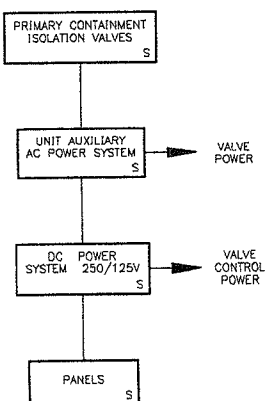 PRIMARY CONTAINMENT
ISOLATION VALVES
S
UNIT AUXILIARY
AC POWER SYSTEM
S
VALVE
POWER
DC POWER
SYSTEM 250/125V
S
VALVE
CONTROL
POWER
PANELS
S